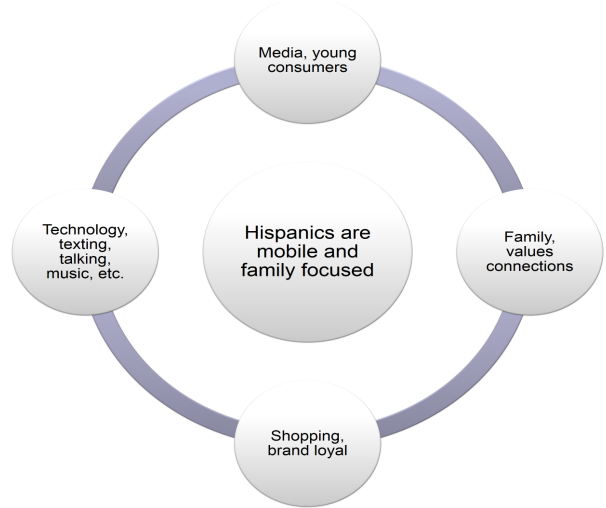 Media, young
consumers
Technology,
texting,
talking,
music, etc.
Hispanics are
mobile and
family focused
Family,
values
connections
Shopping,
brand loyal